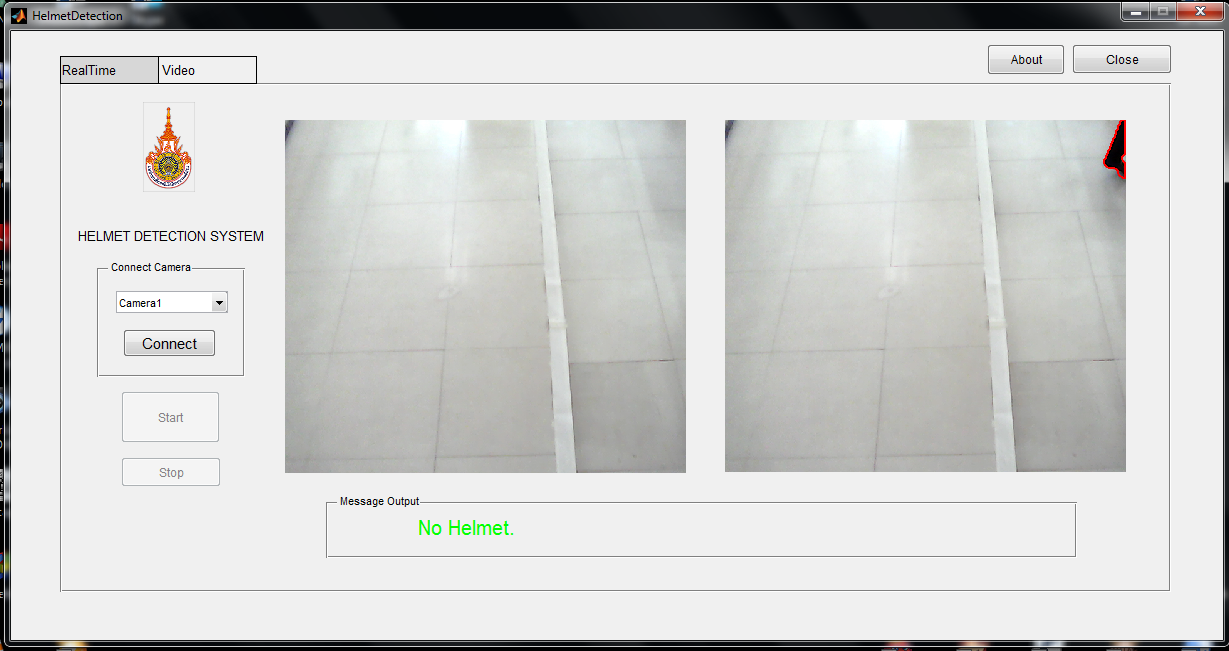 HelmetDetection
About
Close
RealTime
Video
HELMET DETECTION SYSTEM
Connect Camera
Camera1
Connect
Start
Stop
Message Output
No Helmet.